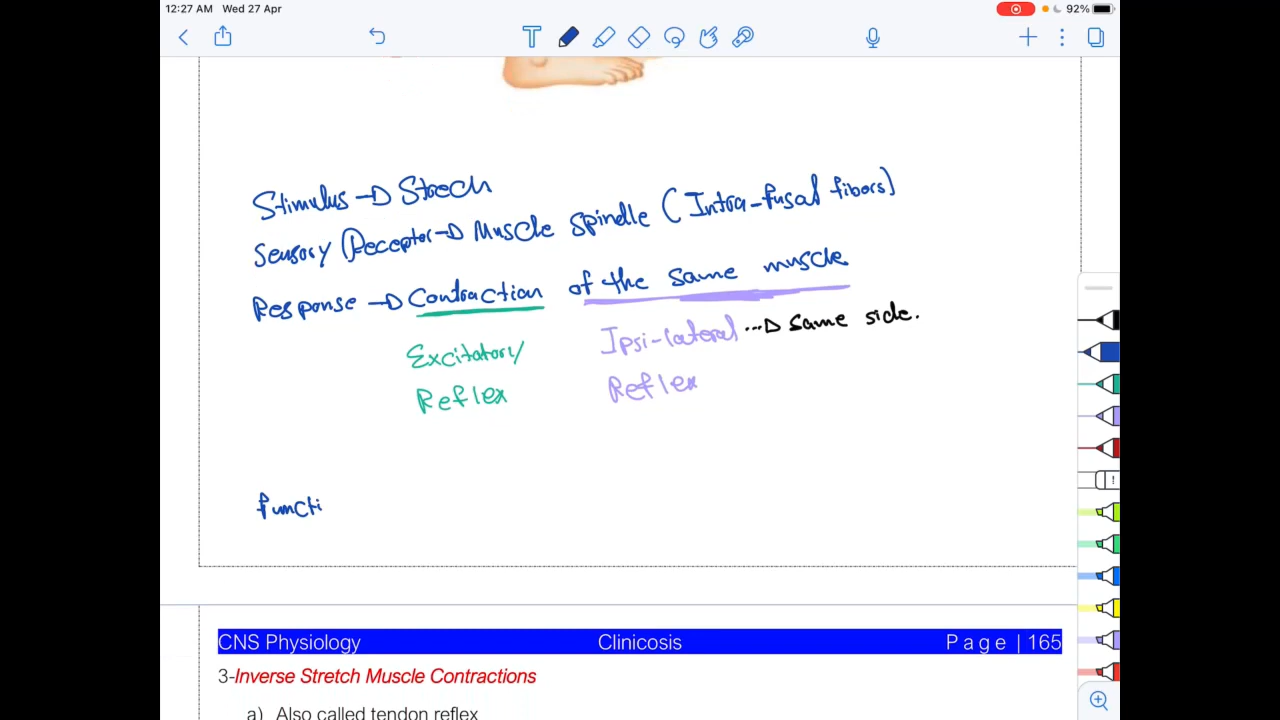 12:27 AM Wed 27 Apr
92%
Stimulus → Strech
Sensory Receptor → Muscle spindle (Intra-fusal fibers)
Response → Contraction of the same muscle
Excitatory
Reflex
Ipsi-lateral ...→ same side.
Reflex
functi
CNS Physiology Clinicosis Page | 165
3-Inverse Stretch Muscle Contractions
a) Also called tendon reflex